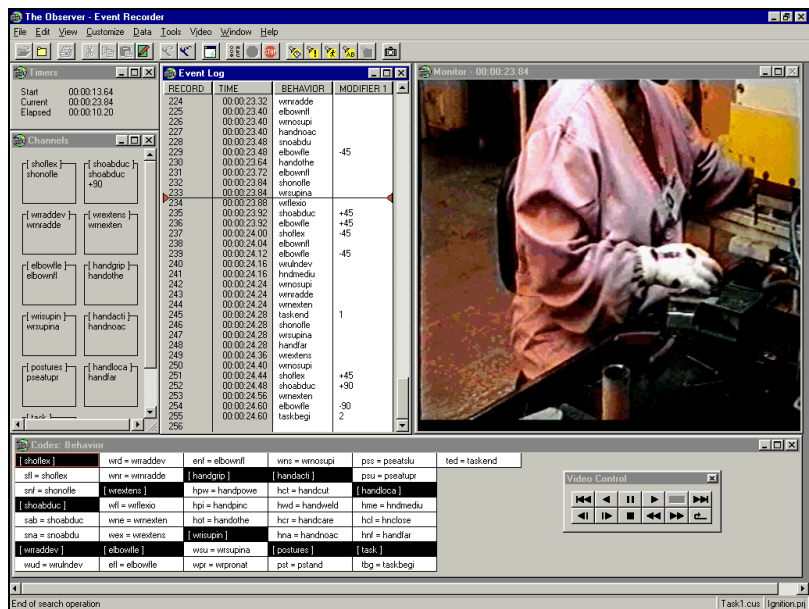 The Observer - Event Recorder
File Edit View Customize Data Tools Video Window Help
Timers
Start 00:00:13.64
Current 00:00:23.84
Elapsed 00:00:10.20
Channels
[ shoflex ] [ shoabduc ]
shonofle shoabduc
+90
[ wrraddev ] [ wrextens ]
wrnradde wrnexten
[ elbowfle ] [ handgrip ]
elbownfl handothe
[ wrisupin ] [ handacti ]
wrsupina handnoac
[ postures ] [ handloca ]
pseatupr handfar
[ task ]
Event Log
RECORD TIME BEHAVIOR MODIFIER 1
224 00:00:23.32 wrnradde
225 00:00:23.40 elbownfl
226 00:00:23.40 wrnosupi
227 00:00:23.40 handnoac
228 00:00:23.48 snoabdu
229 00:00:23.48 elbowfle -45
230 00:00:23.64 handothe
231 00:00:23.72 elbownfl
232 00:00:23.84 shonofle
233 00:00:23.84 wrsupina
234 00:00:23.88 wrflexio
235 00:00:23.92 shoabduc +45
236 00:00:23.92 elbowfle +45
237 00:00:24.00 shoflex -45
238 00:00:24.04 elbownfl
239 00:00:24.12 elbowfle -45
240 00:00:24.16 wrulndev
241 00:00:24.16 hndmediu
242 00:00:24.24 wrnosupi
243 00:00:24.24 wrnradde
244 00:00:24.24 wrnexten
245 00:00:24.28 taskend 1
246 00:00:24.28 shonofle
247 00:00:24.28 wrsupina
248 00:00:24.28 handfar
249 00:00:24.36 wrextens
250 00:00:24.40 wrnosupi
251 00:00:24.44 shoflex +45
252 00:00:24.48 shoabduc +90
253 00:00:24.56 wrnexten
254 00:00:24.60 elbowfle -90
255 00:00:24.60 taskbegi 2
256
Monitor - 00:00:23.84
Codes: Behavior
[ shoflex ] wrd = wrraddev enf = elbownfl wns = wrnosupi pss = pseatslu ted = taskend
sfl = shoflex wnr = wrnradde [ handgrip ] [ handacti ] psu = pseatupr
snf = shonofle [ wrextens ] hpw = handpowe hct = handcut [ handloca ]
[ shoabduc ] wfl = wrflexio hpi = handpinc hwd = handweld hme = hndmediu
sab = shoabduc wne = wrnexten hot = handothe hcr = handcare hcl = hnclose
sna = snoabdu wex = wrextens [ wrisupin ] hna = handnoac hnf = handfar
[ wrraddev ] [ elbowfle ] wsu = wrsupina [ postures ] [ task ]
wud = wrulndev efl = elbowfle wpr = wrpronat pst = pstand tbg = taskbegi
Video Control
End of search operation Task1.cus Ignition.prj